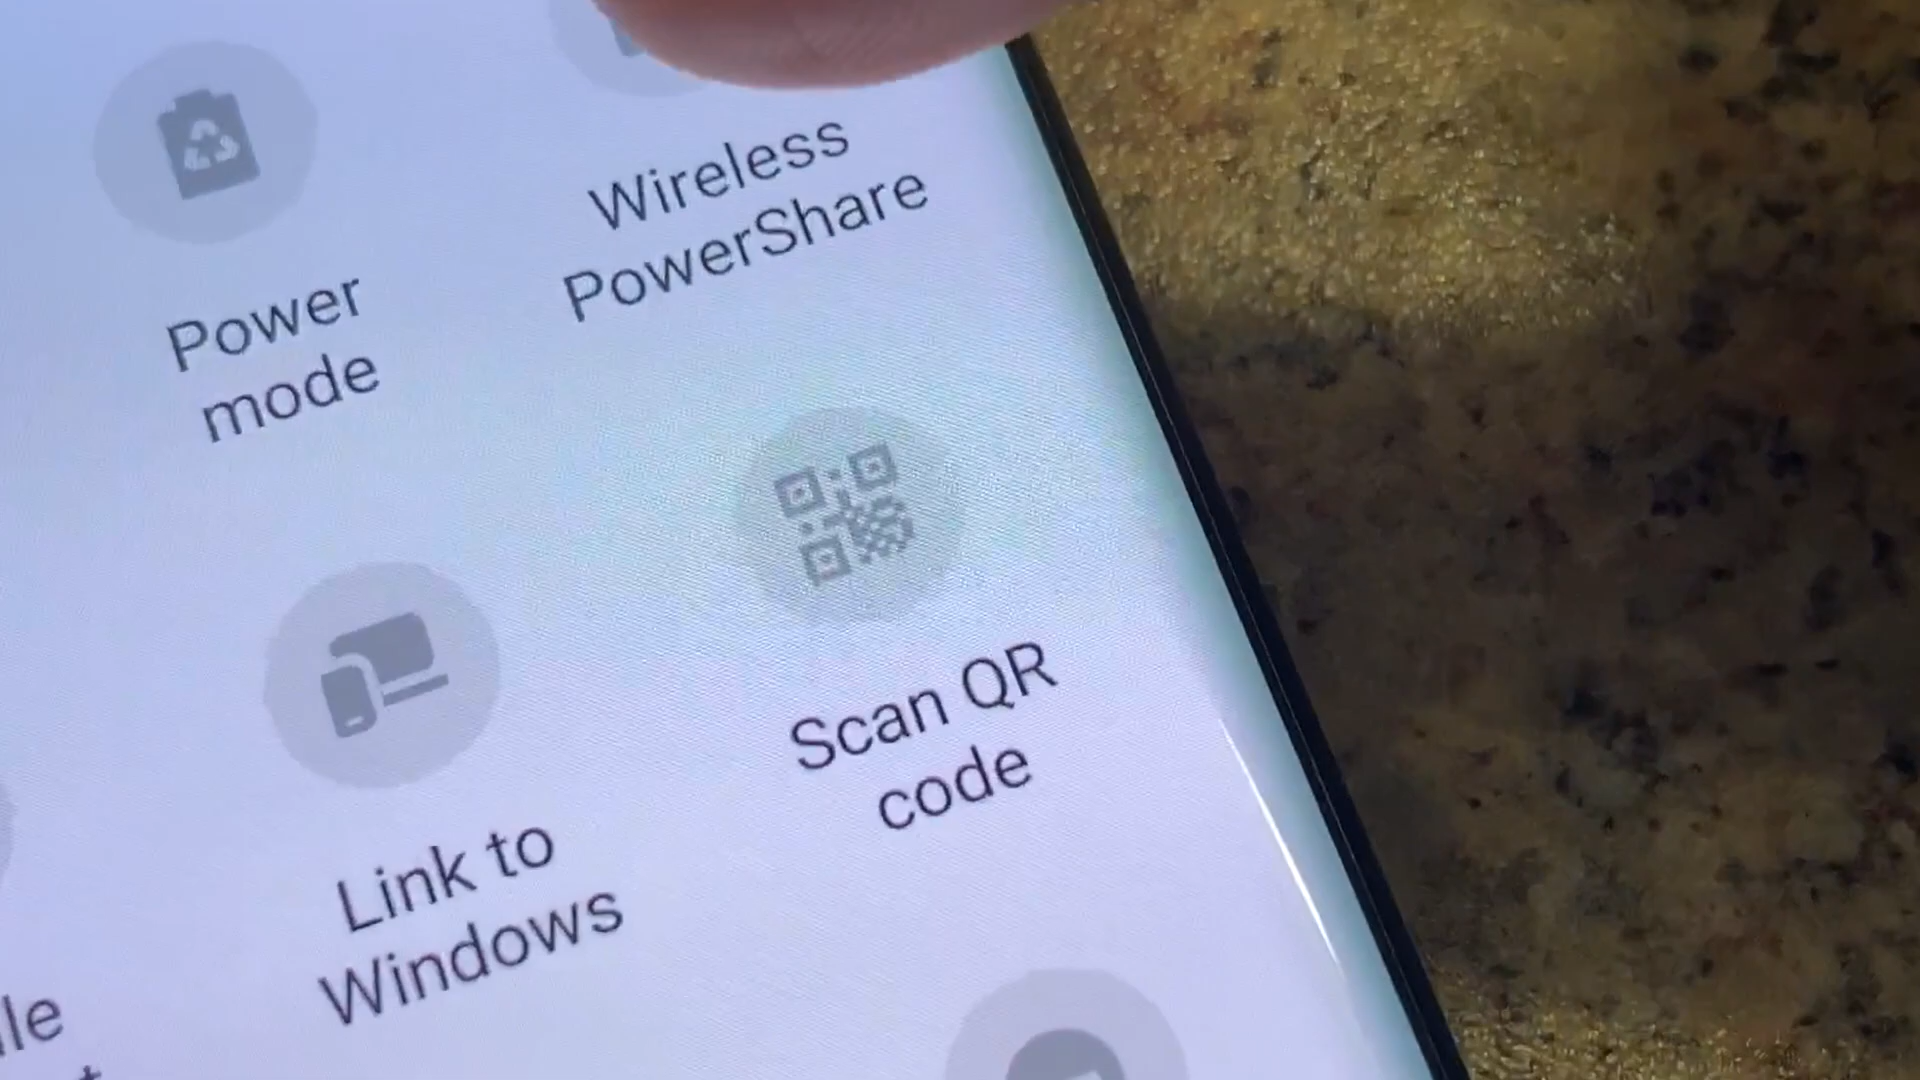 Wireless
PowerShare
Power
mode
Scan QR
code
Link to
Windows